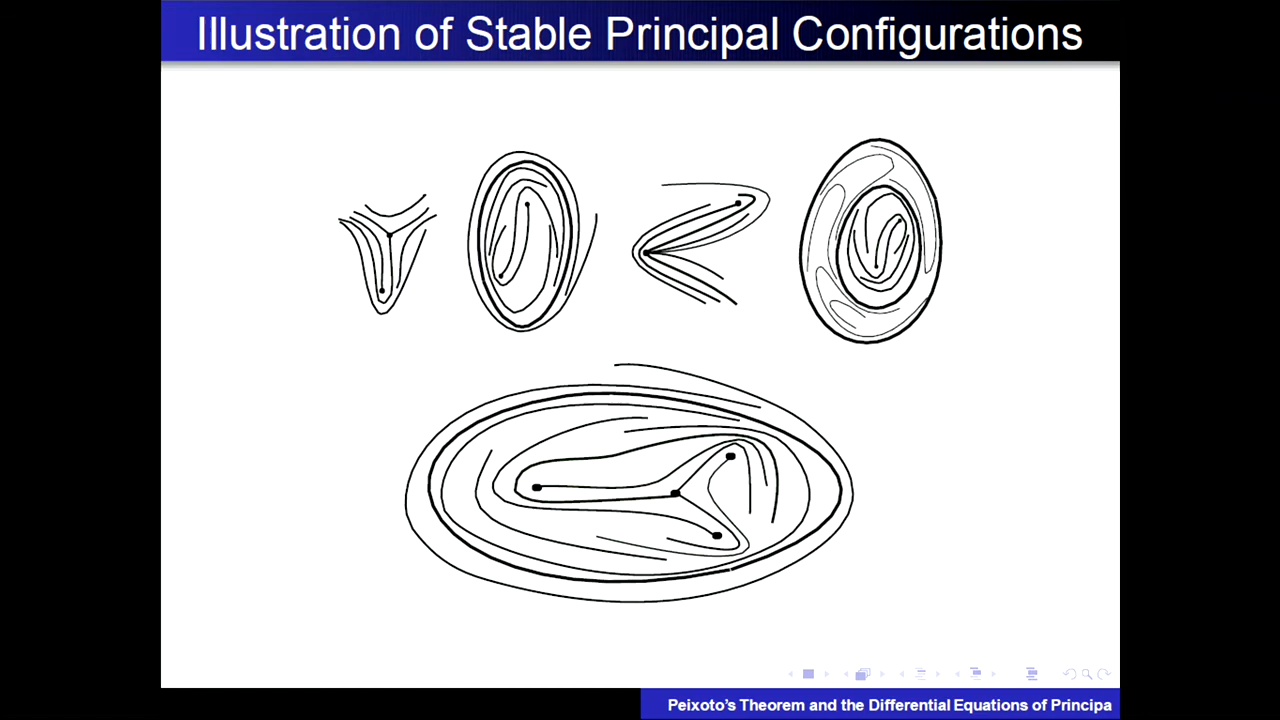 Illustration of Stable Principal Configurations
Peixoto's Theorem and the Differential Equations of Principa